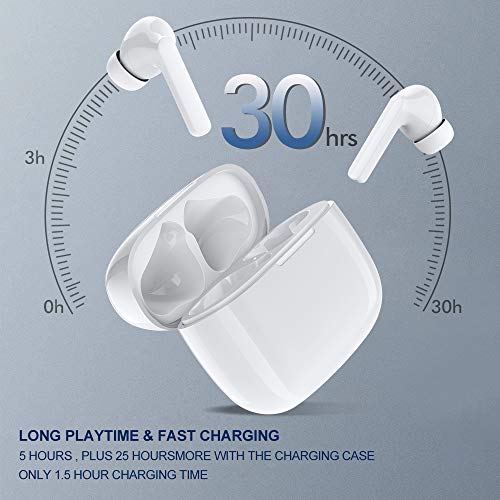 30hrs
3h
0h
30h
LONG PLAYTIME & FAST CHARGING
5 HOURS , PLUS 25 HOURSMORE WITH THE CHARGING CASE
ONLY 1.5 HOUR CHARGING TIME